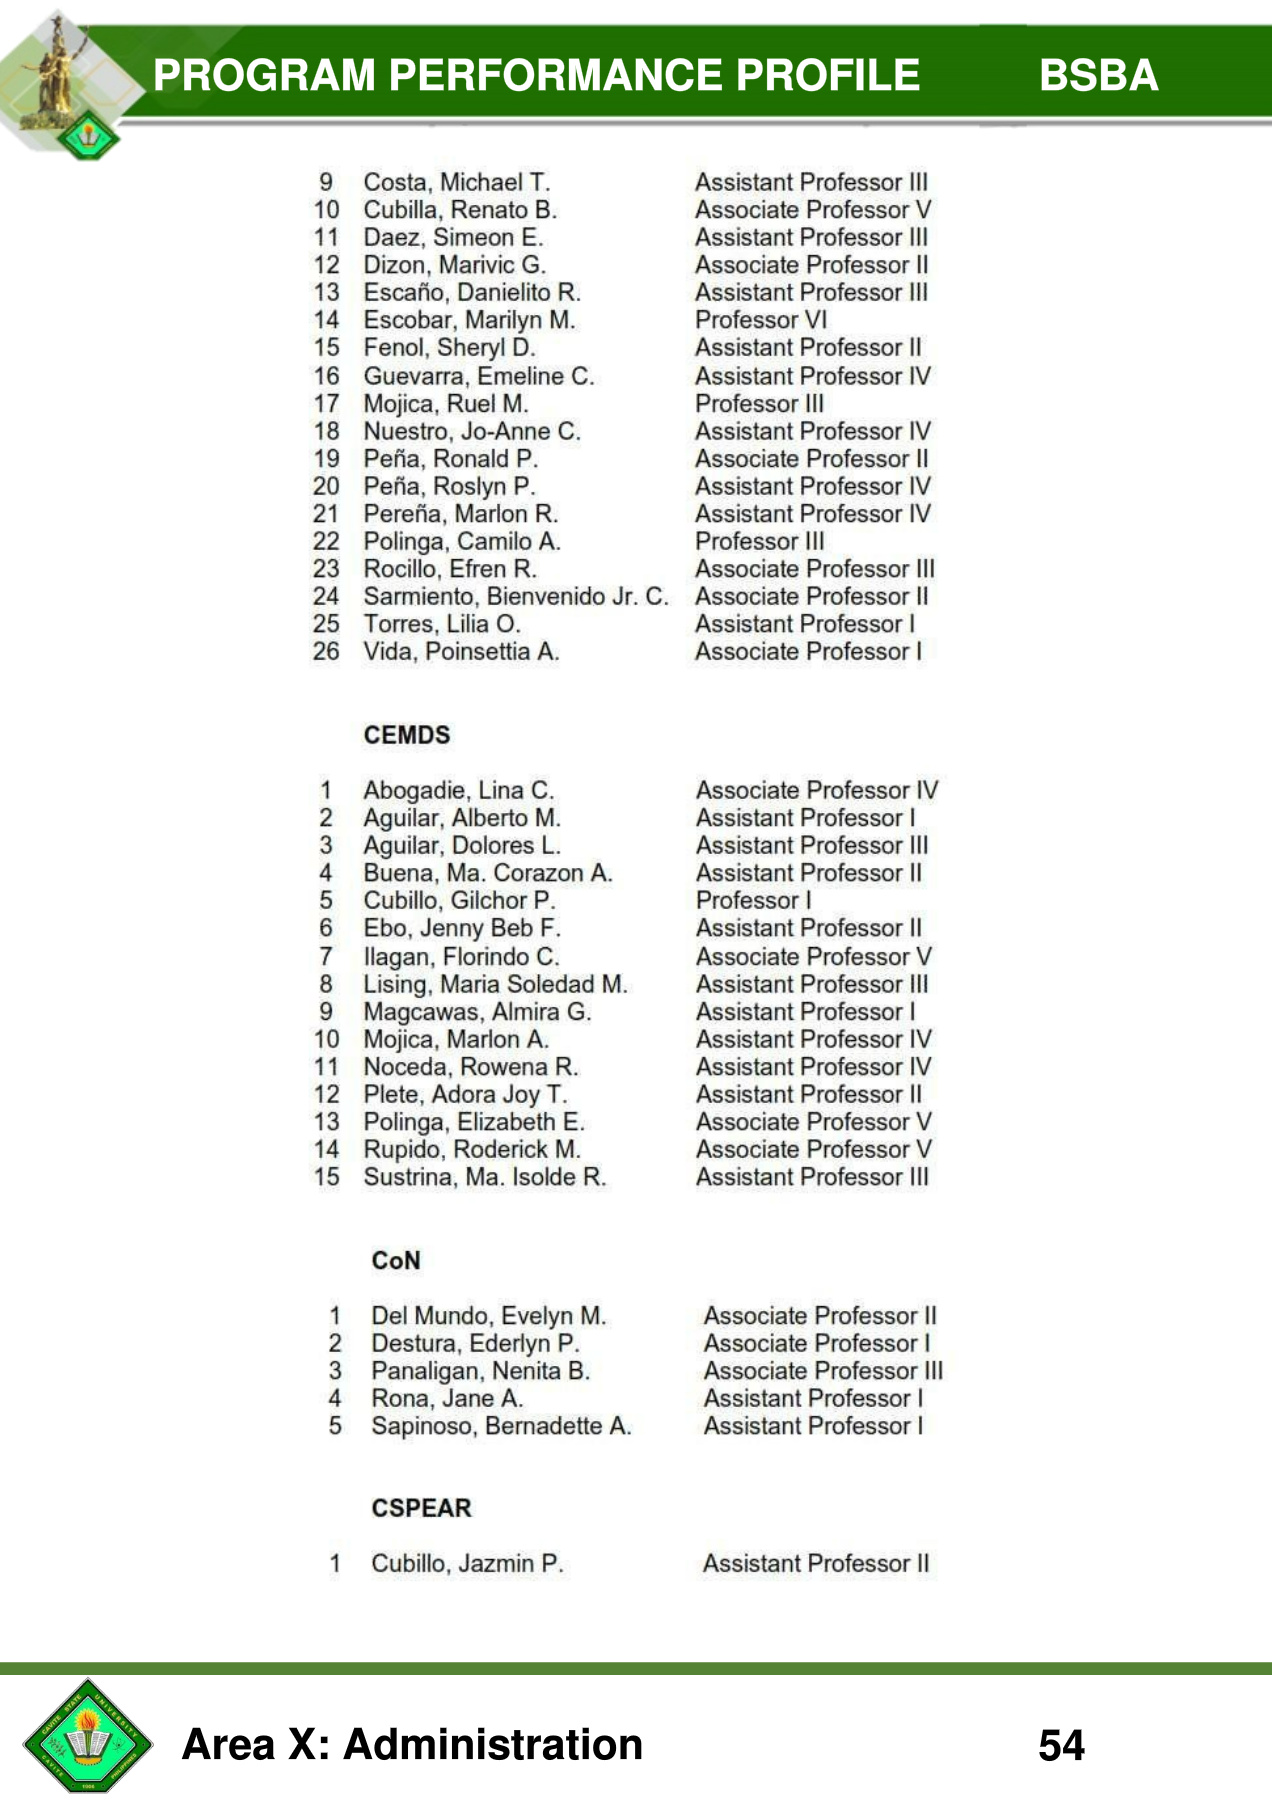 PROGRAM PERFORMANCE PROFILE BSBA
9 Costa, Michael T. Assistant Professor III
10 Cubilla, Renato B. Associate Professor V
11 Daez, Simeon E. Assistant Professor III
12 Dizon, Marivic G. Associate Professor II
13 Escaño, Danielito R. Assistant Professor III
14 Escobar, Marilyn M. Professor VI
15 Fenol, Sheryl D. Assistant Professor II
16 Guevarra, Emeline C. Assistant Professor IV
17 Mojica, Ruel M. Professor III
18 Nuestro, Jo-Anne C. Assistant Professor IV
19 Peña, Ronald P. Associate Professor II
20 Peña, Roslyn P. Assistant Professor IV
21 Pereña, Marlon R. Assistant Professor IV
22 Polinga, Camilo A. Professor III
23 Rocillo, Efren R. Associate Professor III
24 Sarmiento, Bienvenido Jr. C. Associate Professor II
25 Torres, Lilia O. Assistant Professor I
26 Vida, Poinsettia A. Associate Professor I
CEMDS
1 Abogadie, Lina C. Associate Professor IV
2 Aguilar, Alberto M. Assistant Professor I
3 Aguilar, Dolores L. Assistant Professor III
4 Buena, Ma. Corazon A. Assistant Professor II
5 Cubillo, Gilchor P. Professor I
6 Ebo, Jenny Beb F. Assistant Professor II
7 Ilagan, Florindo C. Associate Professor V
8 Lising, Maria Soledad M. Assistant Professor III
9 Magcawas, Almira G. Assistant Professor I
10 Mojica, Marlon A. Assistant Professor IV
11 Noceda, Rowena R. Assistant Professor IV
12 Plete, Adora Joy T. Assistant Professor II
13 Polinga, Elizabeth E. Associate Professor V
14 Rupido, Roderick M. Associate Professor V
15 Sustrina, Ma. Isolde R. Assistant Professor III
CoN
1 Del Mundo, Evelyn M. Associate Professor II
2 Destura, Ederlyn P. Associate Professor I
3 Panaligan, Nenita B. Associate Professor III
4 Rona, Jane A. Assistant Professor I
5 Sapinoso, Bernadette A. Assistant Professor I
CSPEAR
1 Cubillo, Jazmin P. Assistant Professor II
CAVITE STATE UNIVERSITY
CAVITE 1906 PHILIPPINES
Area X: Administration 54